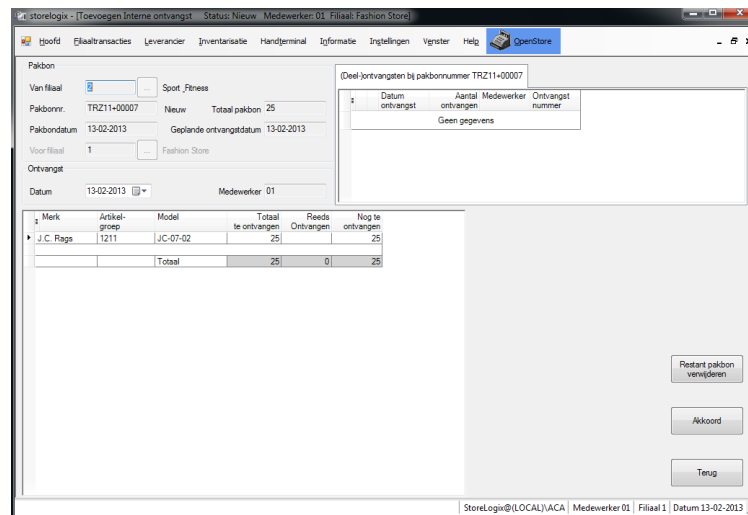 storelogix - [Toevoegen Interne ontvangst    Status: Nieuw   Medewerker: 01  Filiaal: Fashion Store]
Hoofd   Filiaaltransacties   Leverancier   Inventarisatie   Handterminal   Informatie   Instellingen   Venster   Help   OpenStore
Pakbon
Van filiaal   2   ...   Sport _Fitness
Pakbonnr.   TRZ11+00007   Nieuw   Totaal pakbon   25
Pakbondatum   13-02-2013   Geplande ontvangstdatum   13-02-2013
Voor filiaal   1   ...   Fashion Store
Ontvangst
Datum   13-02-2013   Medewerker   01
(Deel-)ontvangsten bij pakbonnummer TRZ11+00007
Datum ontvangst   Aantal ontvangen   Medewerker   Ontvangst nummer
Geen gegevens
Merk   Artikel-groep   Model   Totaal te ontvangen   Reeds Ontvangen   Nog te ontvangen
J.C. Rags   1211   JC-07-02   25   25
Totaal   25   0   25
Restant pakbon verwijderen
Akkoord
Terug
StoreLogix@(LOCAL)\ACA   Medewerker 01   Filiaal 1   Datum 13-02-2013